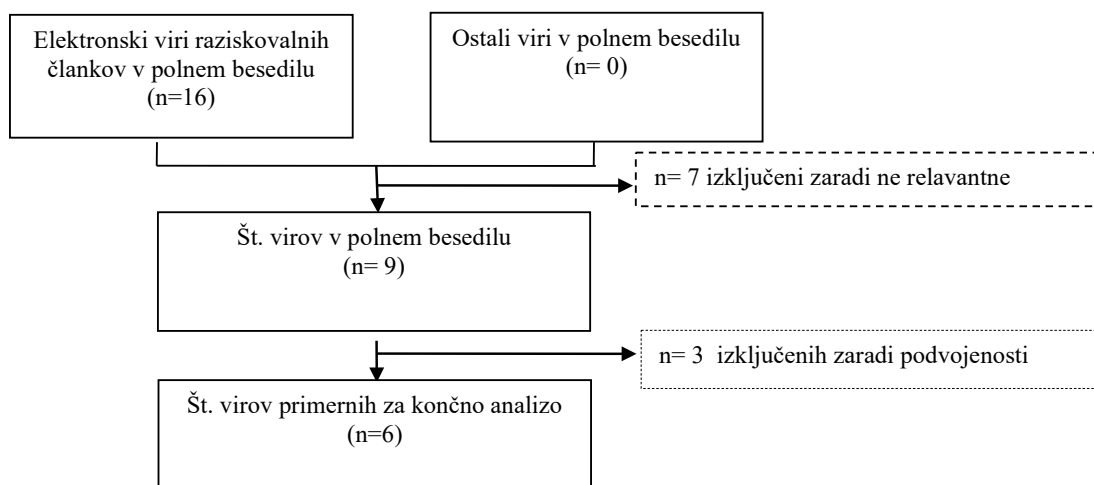 Elektronski viri raziskovalnih
člankov v polnem besedilu
(n=16)
Ostali viri v polnem besedilu
(n= 0)
n= 7 izključeni zaradi ne relavantne
Št. virov v polnem besedilu
(n= 9)
n= 3 izključenih zaradi podvojenosti
Št. virov primernih za končno analizo
(n=6)